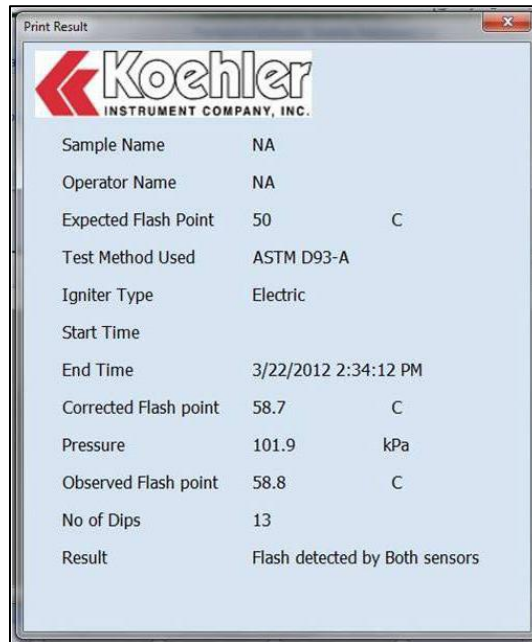 Print Result
Koehler
INSTRUMENT COMPANY, INC.
Sample Name NA
Operator Name NA
Expected Flash Point 50 C
Test Method Used ASTM D93-A
Igniter Type Electric
Start Time
End Time 3/22/2012 2:34:12 PM
Corrected Flash point 58.7 C
Pressure 101.9 kPa
Observed Flash point 58.8 C
No of Dips 13
Result Flash detected by Both sensors